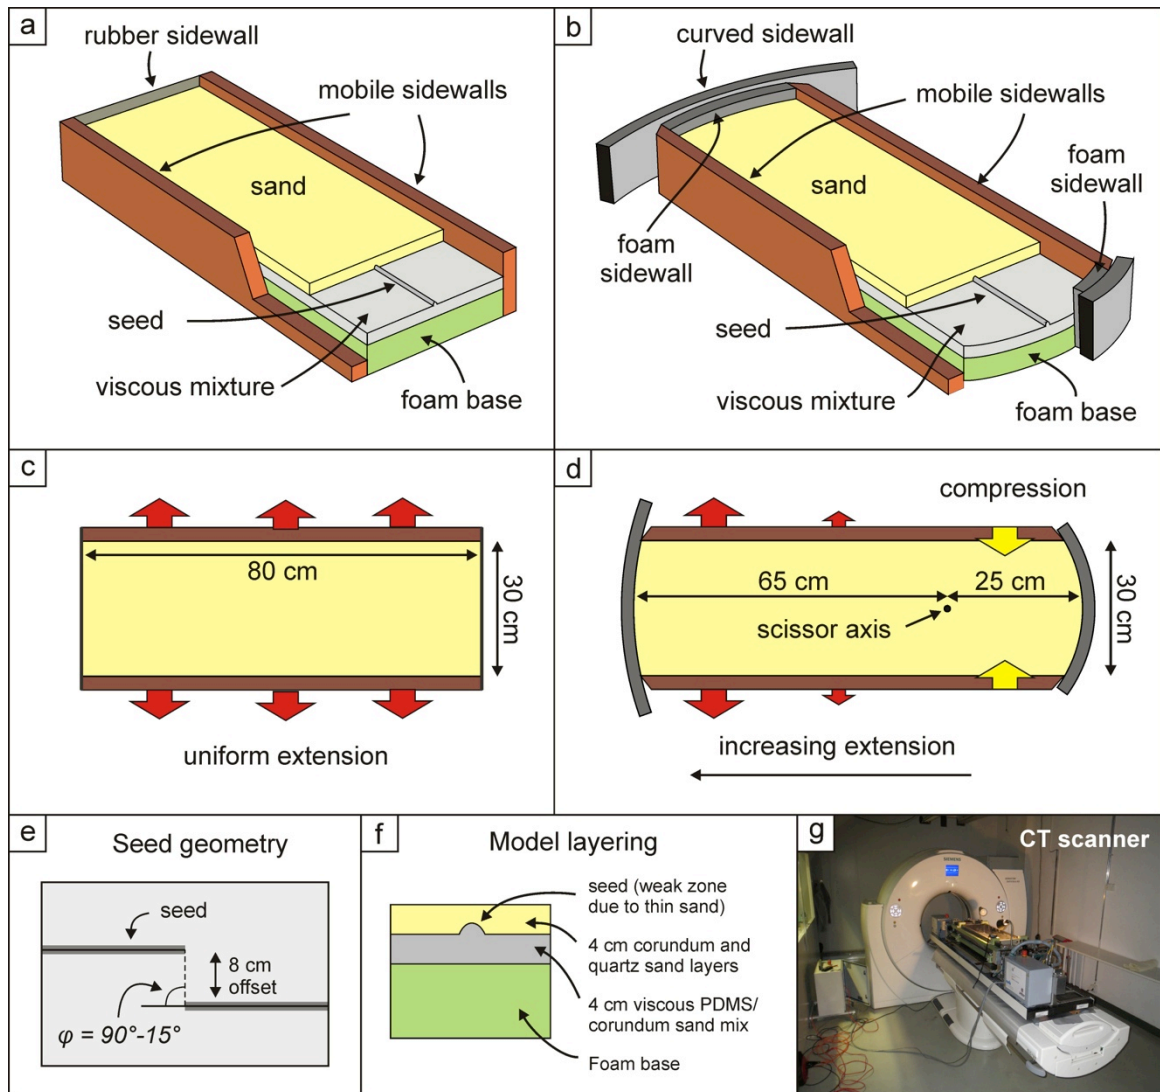 a
rubber sidewall
mobile sidewalls
sand
seed
viscous mixture
foam base
b
curved sidewall
mobile sidewalls
foam
sidewall
sand
foam
sidewall
seed
viscous mixture
foam base
c
80 cm
30 cm
uniform extension
d
compression
65 cm
25 cm
scissor axis
30 cm
increasing extension
e
Seed geometry
seed
8 cm
offset
φ = 90°-15°
f
Model layering
seed (weak zone
due to thin sand)
4 cm corundum and
quartz sand layers
4 cm viscous PDMS/
corundum sand mix
Foam base
g
CT scanner